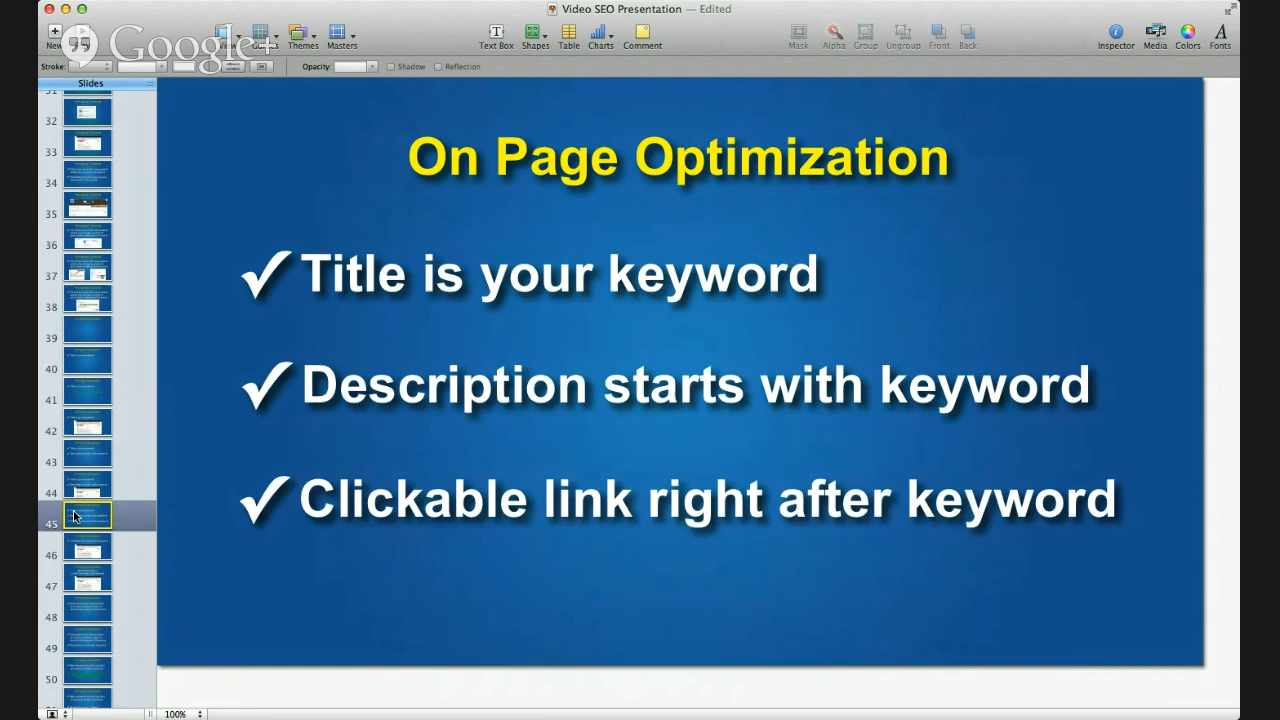 Video SEO Presentation — Edited
Google+
New
Themes
Masters
Text Box
Shapes
Table
Charts
Comment
Mask
Alpha
Group
Ungroup
Front
Back
Inspector
Media
Colors
Fonts
Stroke:
Opacity:
Shadow
Reflection
Slides
On Page Optimization
✓ Title is your keyword
✓ Description starts with keyword
✓ Clickable link right after keyword
32
33
34
35
36
37
38
39
40
41
42
43
44
45
46
47
48
49
50
100%